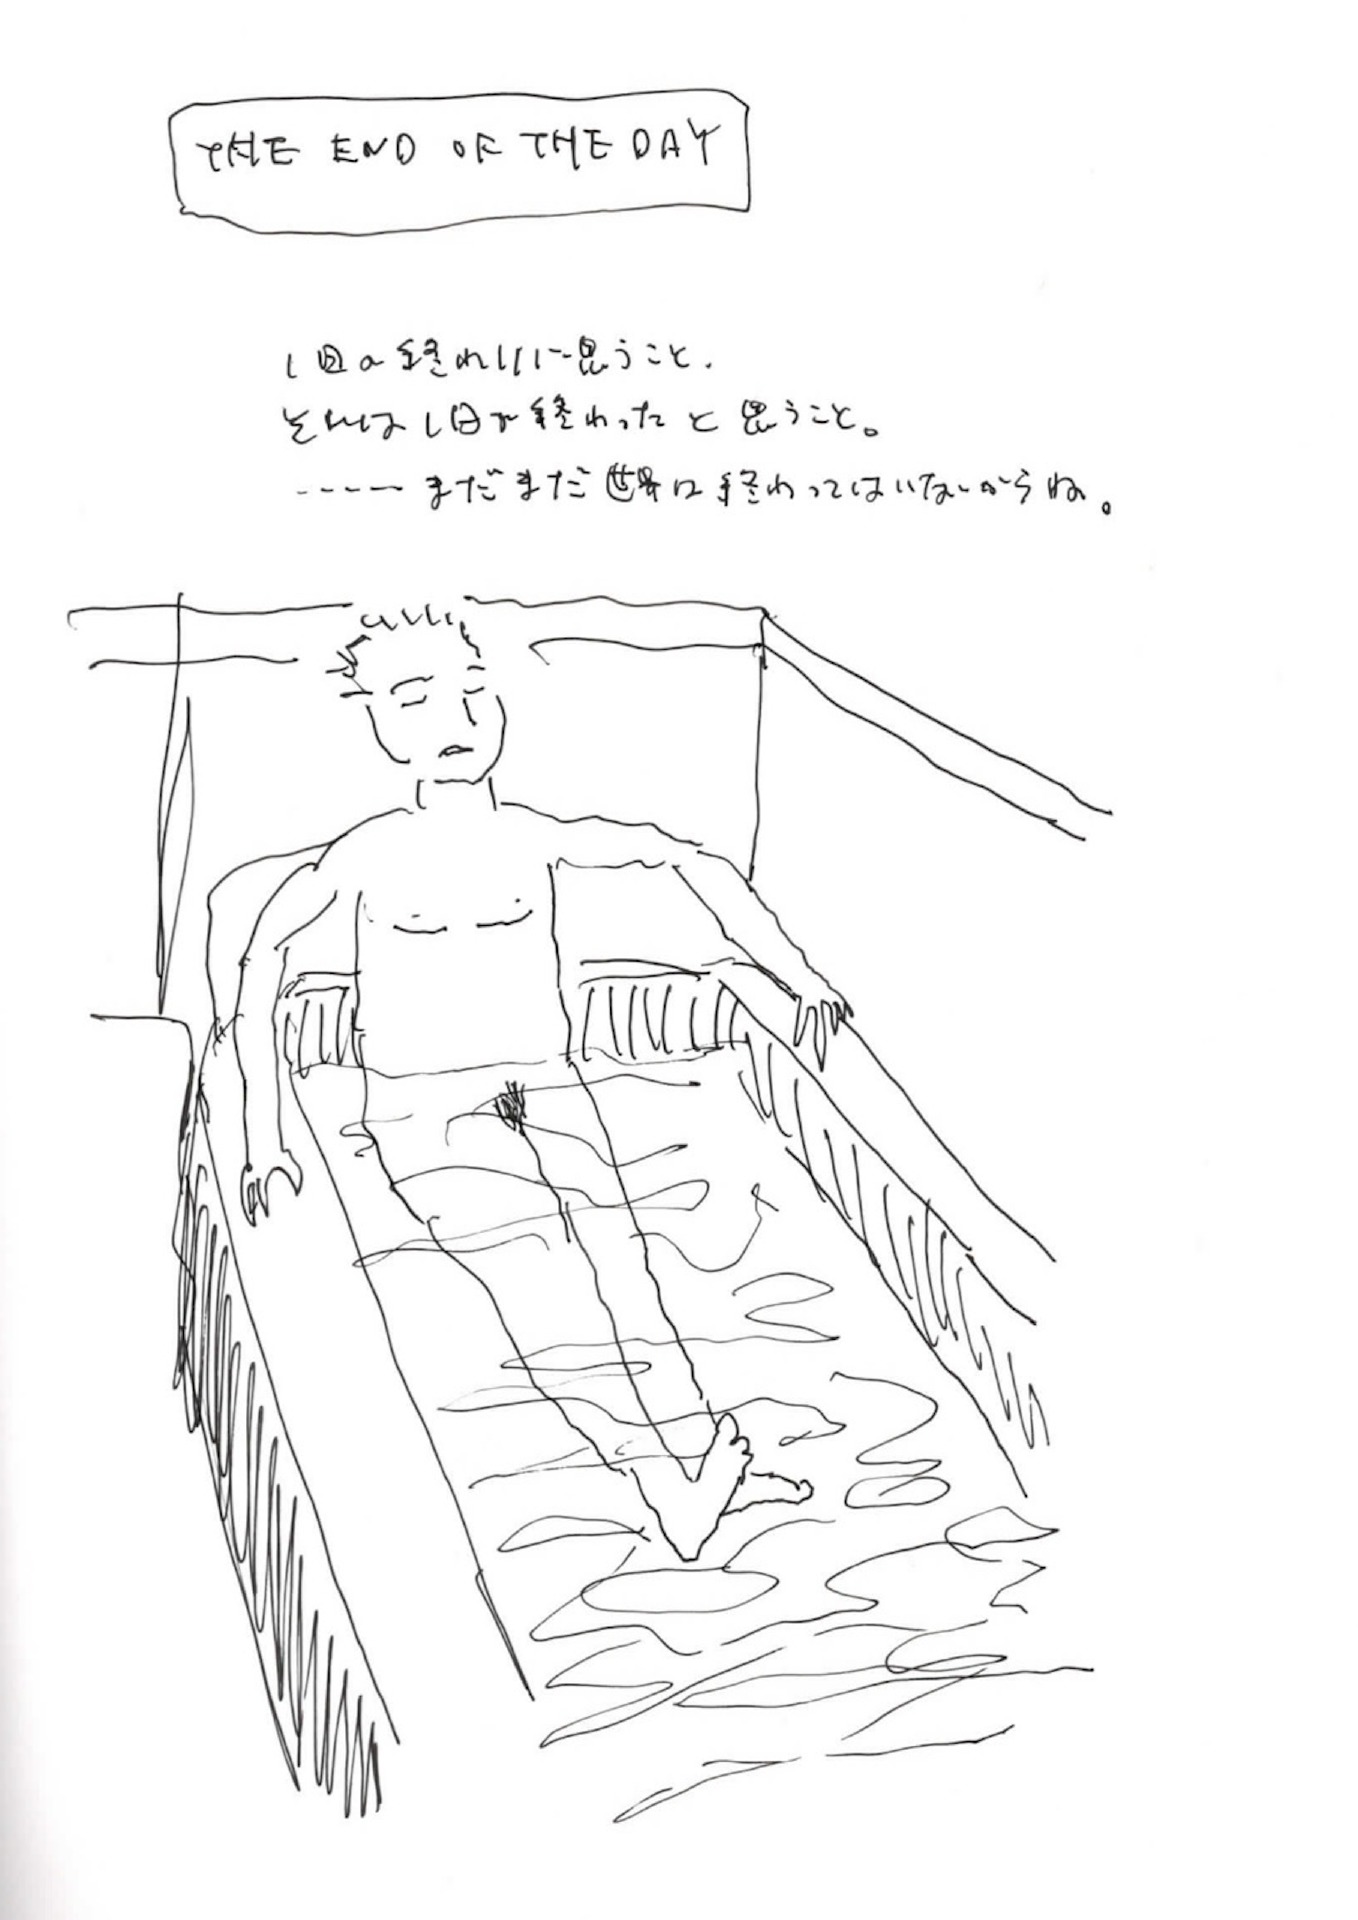 THE END OF THE DAY
1日の終わりに思うこと.
それは1日が終わったと思うこと。
-----まだまだ世界は終わってはいないからね。